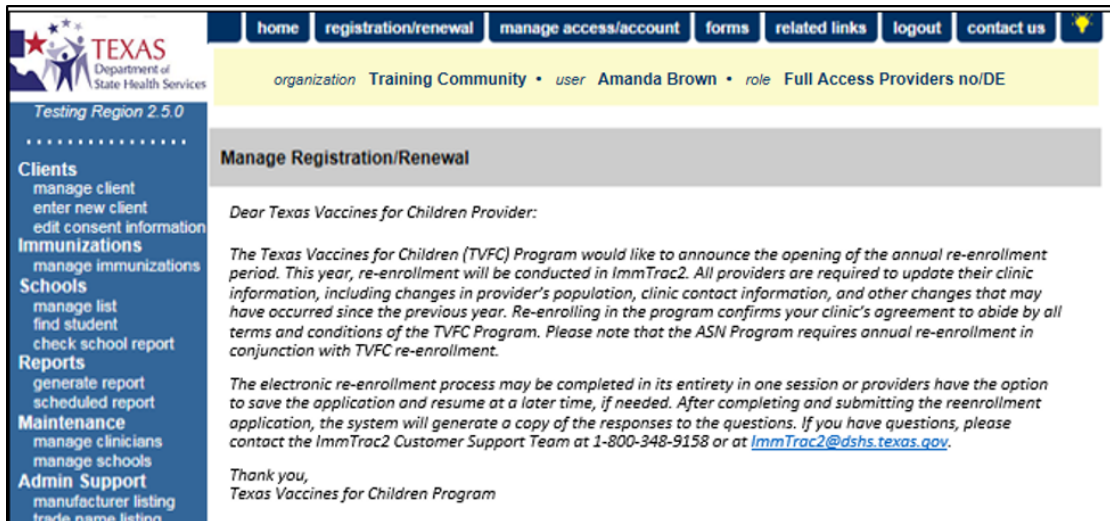 TEXAS
Department of
State Health Services
Testing Region 2.5.0
home registration/renewal manage access/account forms related links logout contact us
organization Training Community • user Amanda Brown • role Full Access Providers no/DE
Clients
manage client
enter new client
edit consent information
Immunizations
manage immunizations
Schools
manage list
find student
check school report
Reports
generate report
scheduled report
Maintenance
manage clinicians
manage schools
Admin Support
manufacturer listing
trade name listing
Manage Registration/Renewal
Dear Texas Vaccines for Children Provider:
The Texas Vaccines for Children (TVFC) Program would like to announce the opening of the annual re-enrollment
period. This year, re-enrollment will be conducted in ImmTrac2. All providers are required to update their clinic
information, including changes in provider's population, clinic contact information, and other changes that may
have occurred since the previous year. Re-enrolling in the program confirms your clinic's agreement to abide by all
terms and conditions of the TVFC Program. Please note that the ASN Program requires annual re-enrollment in
conjunction with TVFC re-enrollment.
The electronic re-enrollment process may be completed in its entirety in one session or providers have the option
to save the application and resume at a later time, if needed. After completing and submitting the reenrollment
application, the system will generate a copy of the responses to the questions. If you have questions, please
contact the ImmTrac2 Customer Support Team at 1-800-348-9158 or at ImmTrac2@dshs.texas.gov.
Thank you,
Texas Vaccines for Children Program